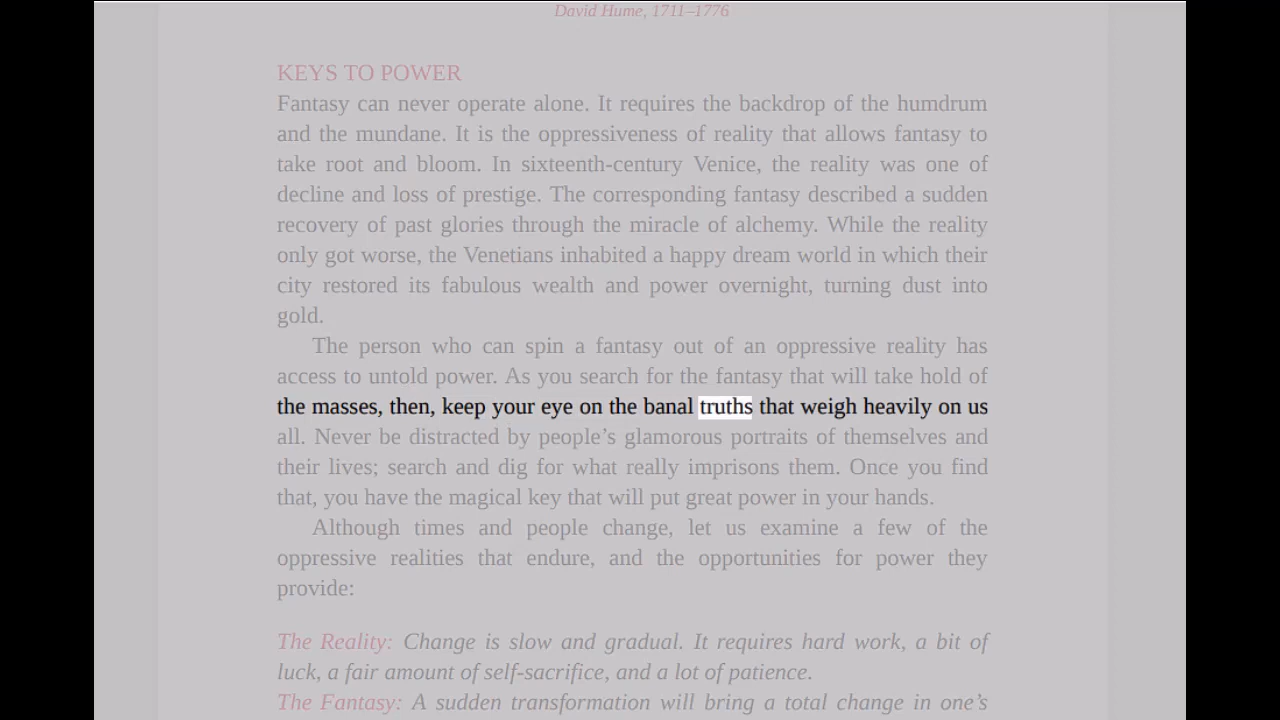 David Hume, 1711–1776
KEYS TO POWER
Fantasy can never operate alone. It requires the backdrop of the humdrum
and the mundane. It is the oppressiveness of reality that allows fantasy to
take root and bloom. In sixteenth-century Venice, the reality was one of
decline and loss of prestige. The corresponding fantasy described a sudden
recovery of past glories through the miracle of alchemy. While the reality
only got worse, the Venetians inhabited a happy dream world in which their
city restored its fabulous wealth and power overnight, turning dust into
gold.
The person who can spin a fantasy out of an oppressive reality has
access to untold power. As you search for the fantasy that will take hold of
the masses, then, keep your eye on the banal truths that weigh heavily on us
all. Never be distracted by people’s glamorous portraits of themselves and
their lives; search and dig for what really imprisons them. Once you find
that, you have the magical key that will put great power in your hands.
Although times and people change, let us examine a few of the
oppressive realities that endure, and the opportunities for power they
provide:
The Reality: Change is slow and gradual. It requires hard work, a bit of
luck, a fair amount of self-sacrifice, and a lot of patience.
The Fantasy: A sudden transformation will bring a total change in one’s